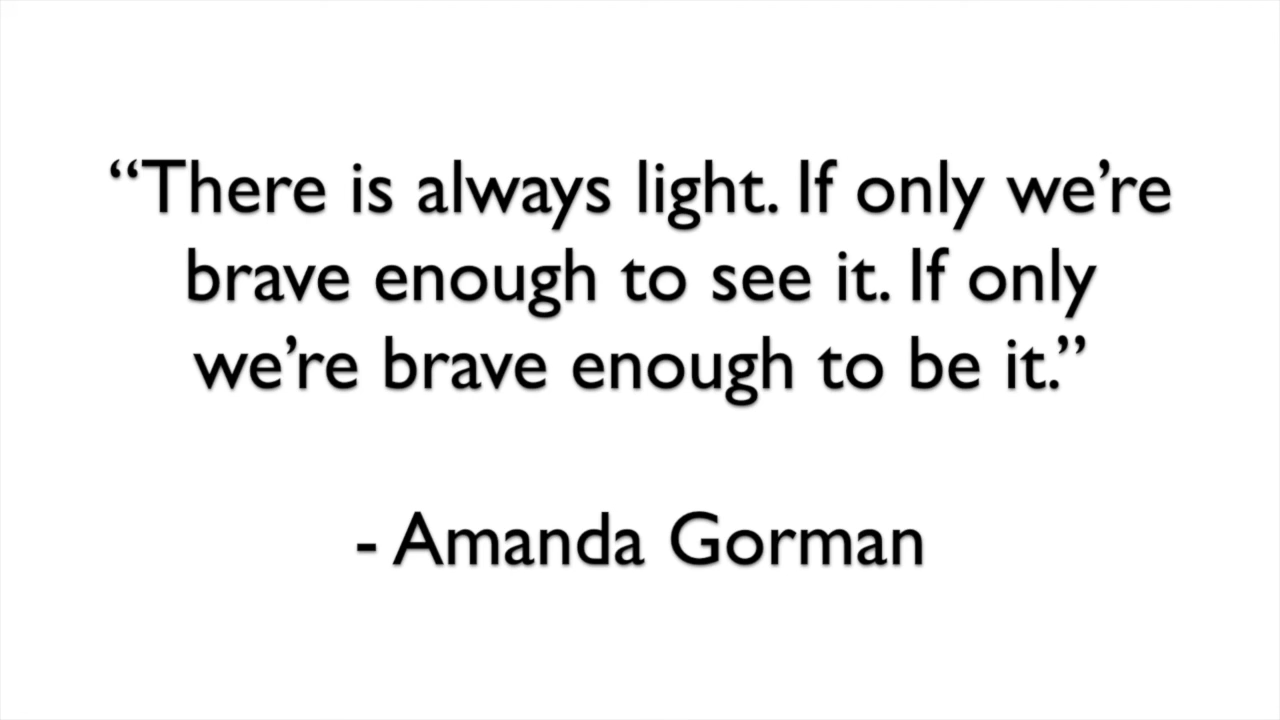 “There is always light. If only we’re
brave enough to see it. If only
we’re brave enough to be it.”
- Amanda Gorman